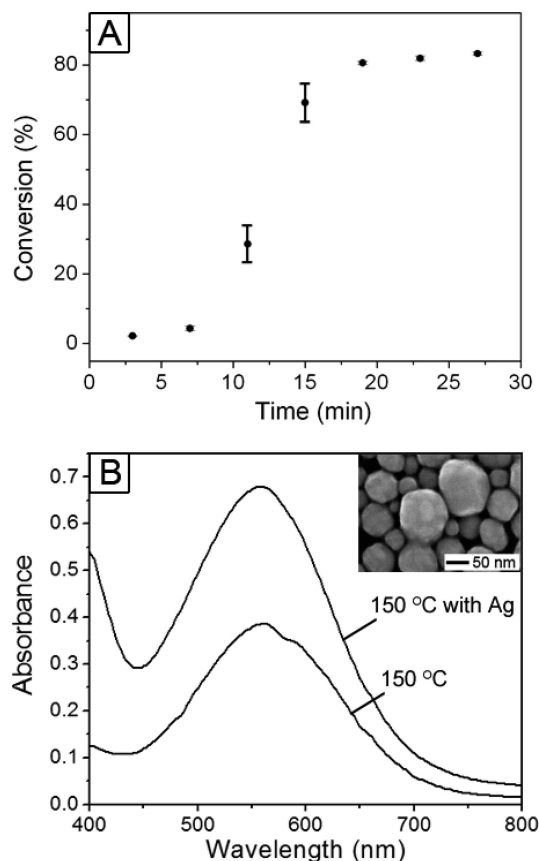 A
80
60
40
20
0
Conversion (%)
0 5 10 15 20 25 30
Time (min)
B
0.7
0.6
0.5
0.4
0.3
0.2
0.1
0.0
Absorbance
50 nm
150 °C with Ag
150 °C
400 500 600 700 800
Wavelength (nm)